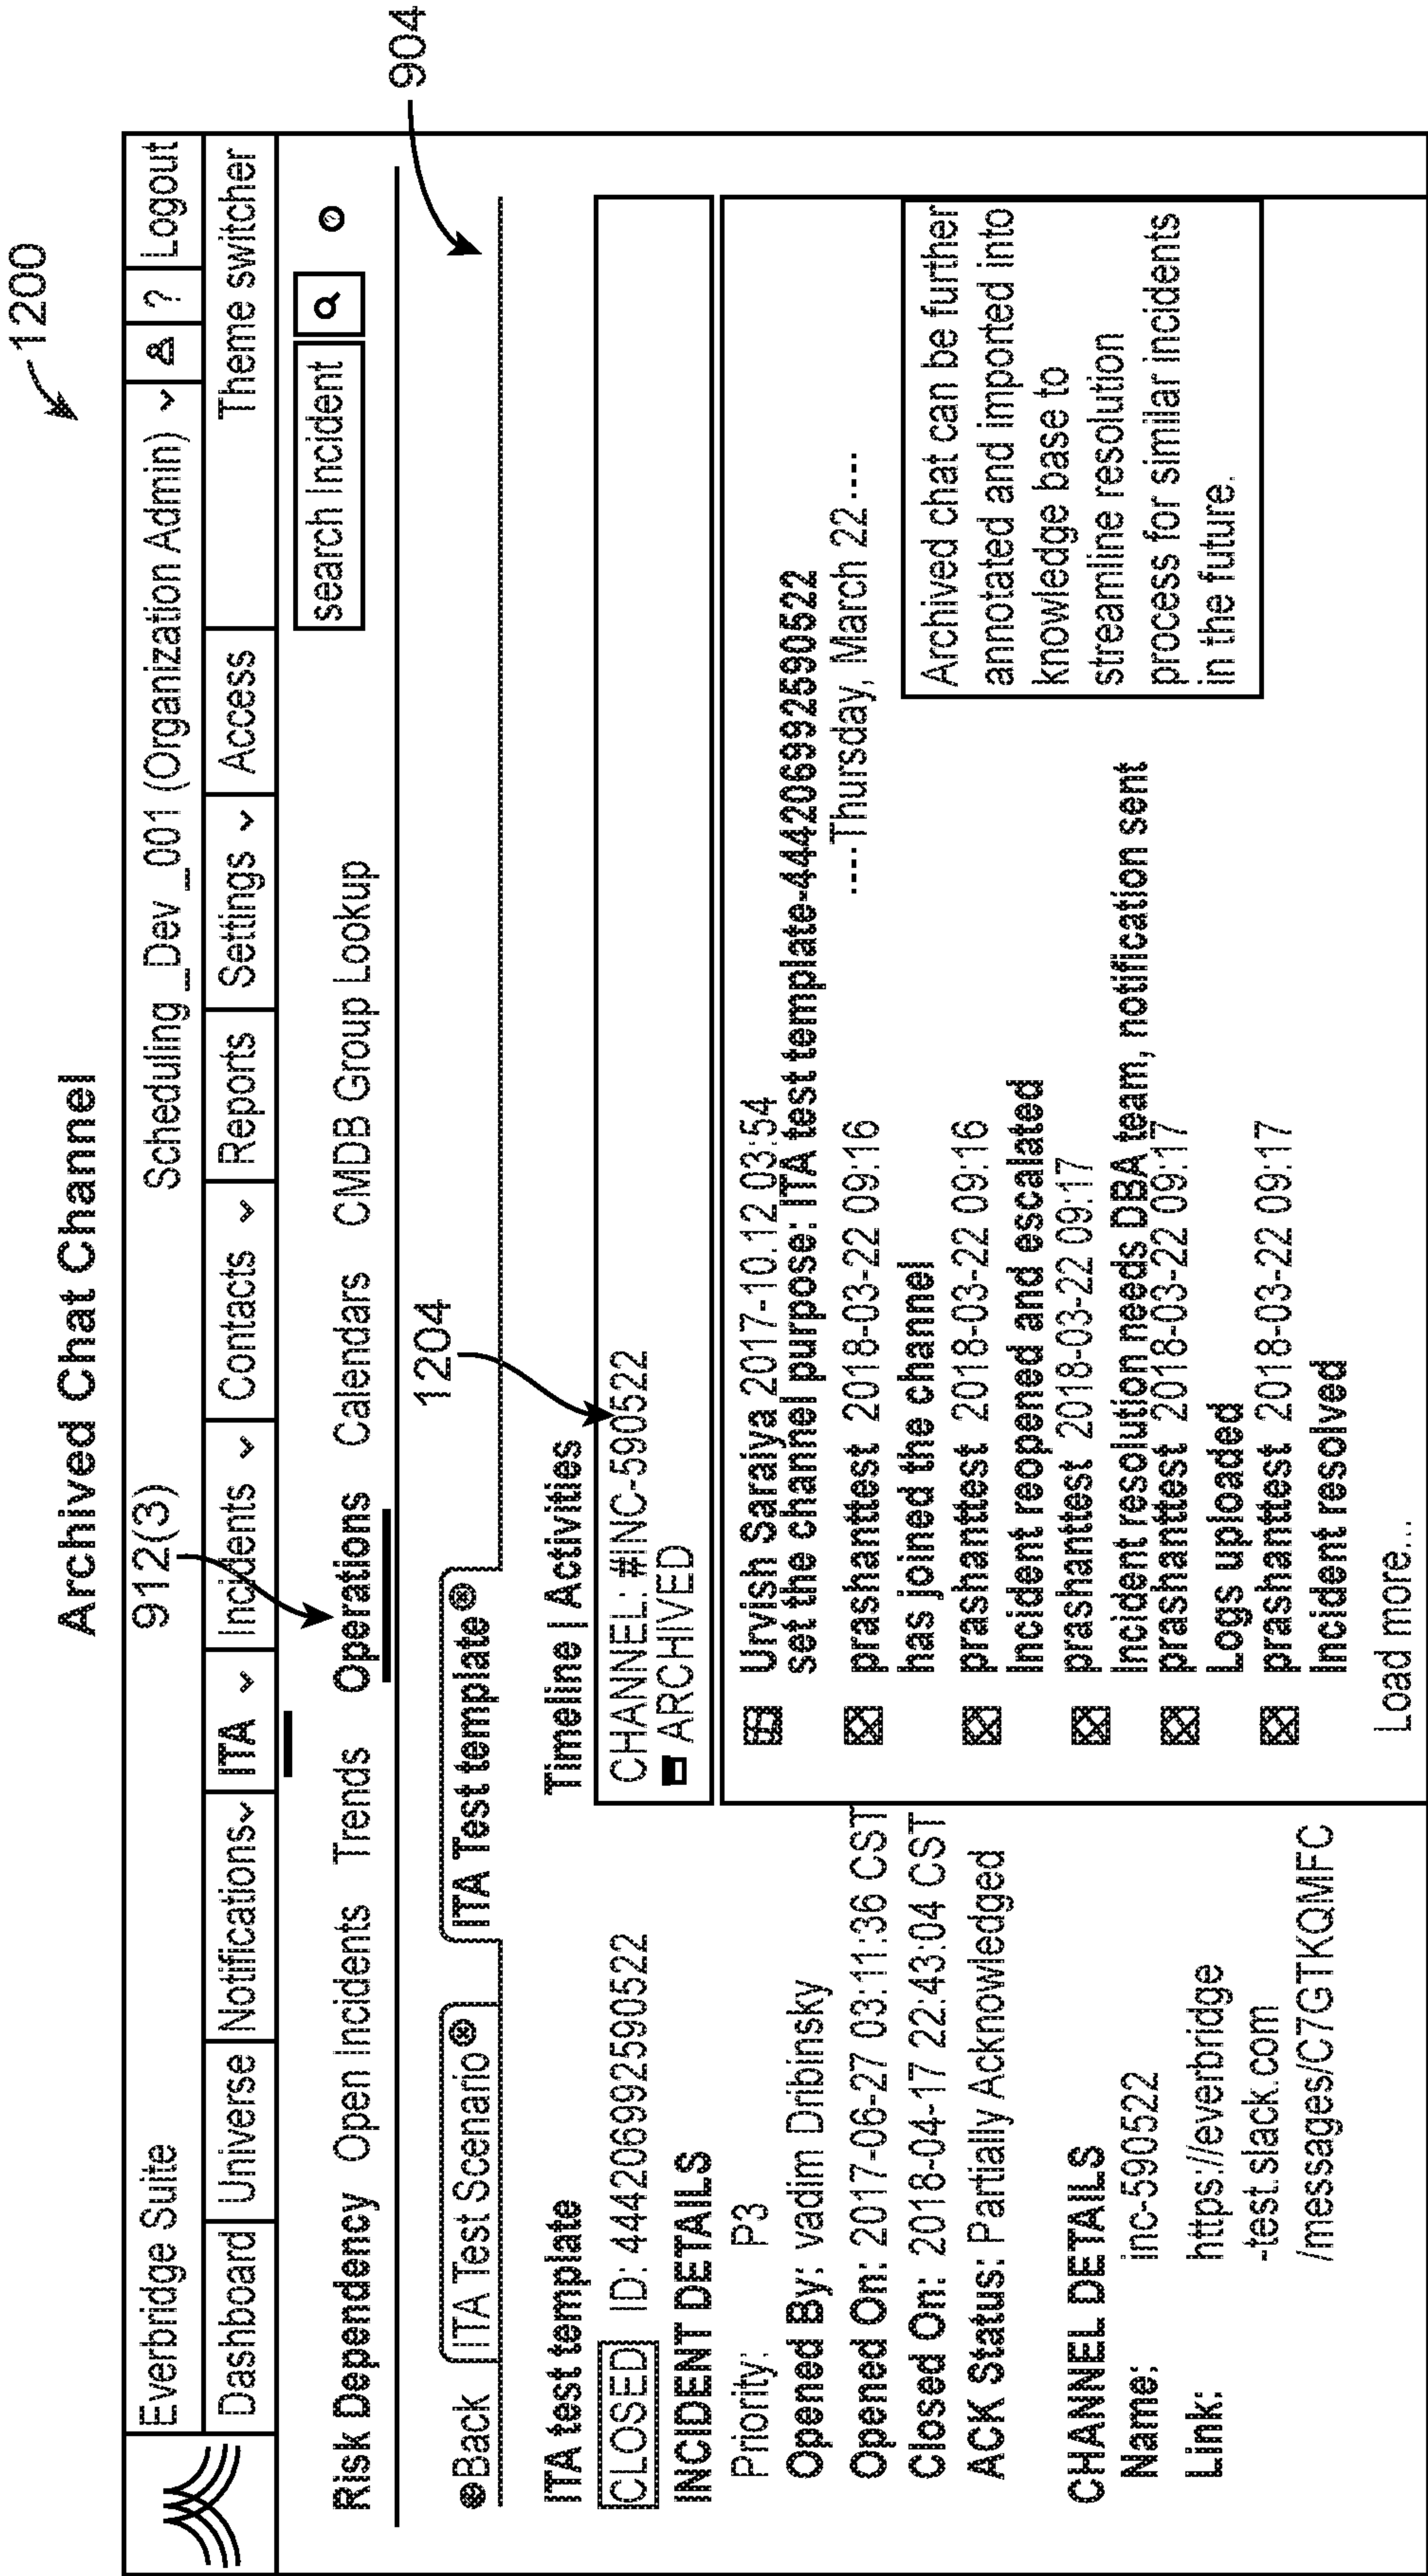 1200
Archived Chat Channel
912(3)
Everbridge Suite
Scheduling_Dev_001 (Organization Admin)
?
Logout
Dashboard
Universe
Notifications
ITA
Incidents
Contacts
Reports
Settings
Access
Theme switcher
Risk Dependency
Open Incidents
Trends
Operations
Calendars
CMDB Group Lookup
search Incident
904
1204
Back
ITA Test Scenario
ITA Test template
ITA test template
CLOSED ID: 444206992590522
INCIDENT DETAILS
Priority: P3
Opened By: vadim Dribinsky
Opened On: 2017-06-27 03:11:36 CST
Closed On: 2018-04-17 22:43:04 CST
ACK Status: Partially Acknowledged
CHANNEL DETAILS
Name: inc-590522
Link: https://everbridge
-test.slack.com
/messages/C7GTKQMFC
Timeline | Activities
CHANNEL: #INC-590522
ARCHIVED
Urvish Saraiya 2017-10.12 03:54
set the channel purpose: ITA test template-444206992590522
----Thursday, March 22----
prashanttest 2018-03-22 09:16
has joined the channel
prashanttest 2018-03-22 09:16
Incident reopened and escalated
prashanttest 2018-03-22 09:17
Incident resolution needs DBA team, notification sent
prashanttest 2018-03-22 09:17
Logs uploaded
prashanttest 2018-03-22 09:17
Incident resolved
Load more...
Archived chat can be further
annotated and imported into
knowledge base to
streamline resolution
process for similar incidents
in the future.